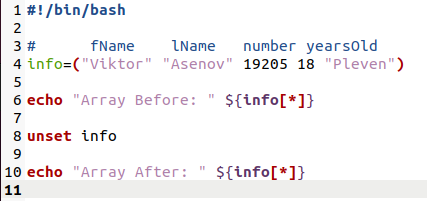 1 #!/bin/bash
2
3 #      fName    lName   number yearsOld
4 info=("Viktor" "Asenov" 19205 18 "Pleven")
5
6 echo "Array Before: " ${info[*]}
7
8 unset info
9
10 echo "Array After: " ${info[*]}
11